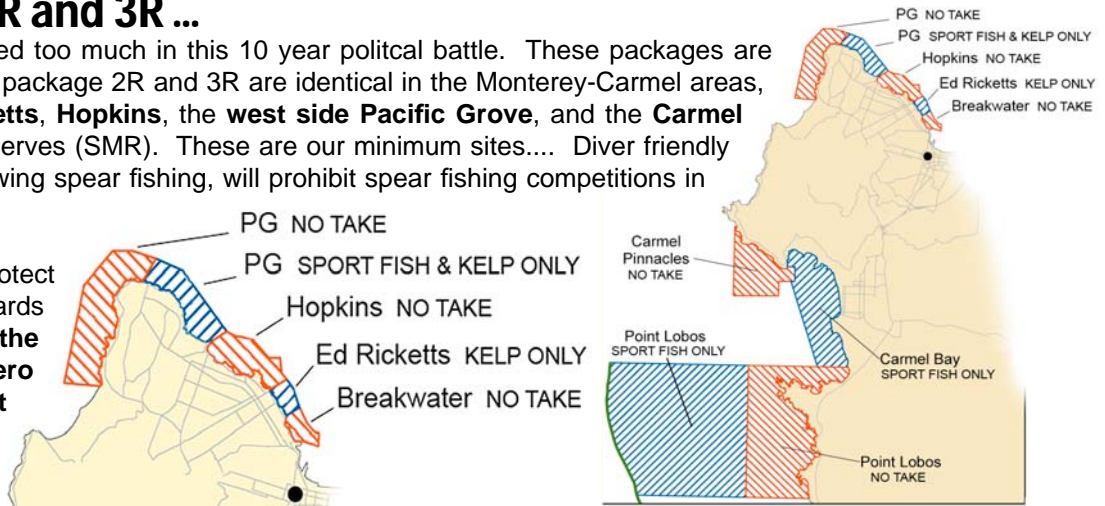 R and 3R ...
ed too much in this 10 year politcal battle. These packages are
package 2R and 3R are identical in the Monterey-Carmel areas,
etts, Hopkins, the west side Pacific Grove, and the Carmel
serves (SMR). These are our minimum sites.... Diver friendly
wing spear fishing, will prohibit spear fishing competitions in
otect
ards
the
ero
t
PG NO TAKE
PG SPORT FISH & KELP ONLY
Hopkins NO TAKE
Ed Ricketts KELP ONLY
Breakwater NO TAKE
PG NO TAKE
PG SPORT FISH & KELP ONLY
Hopkins NO TAKE
Ed Ricketts KELP ONLY
Breakwater NO TAKE
Carmel
Pinnacles
NO TAKE
Point Lobos
SPORT FISH ONLY
Carmel Bay
SPORT FISH ONLY
Point Lobos
NO TAKE